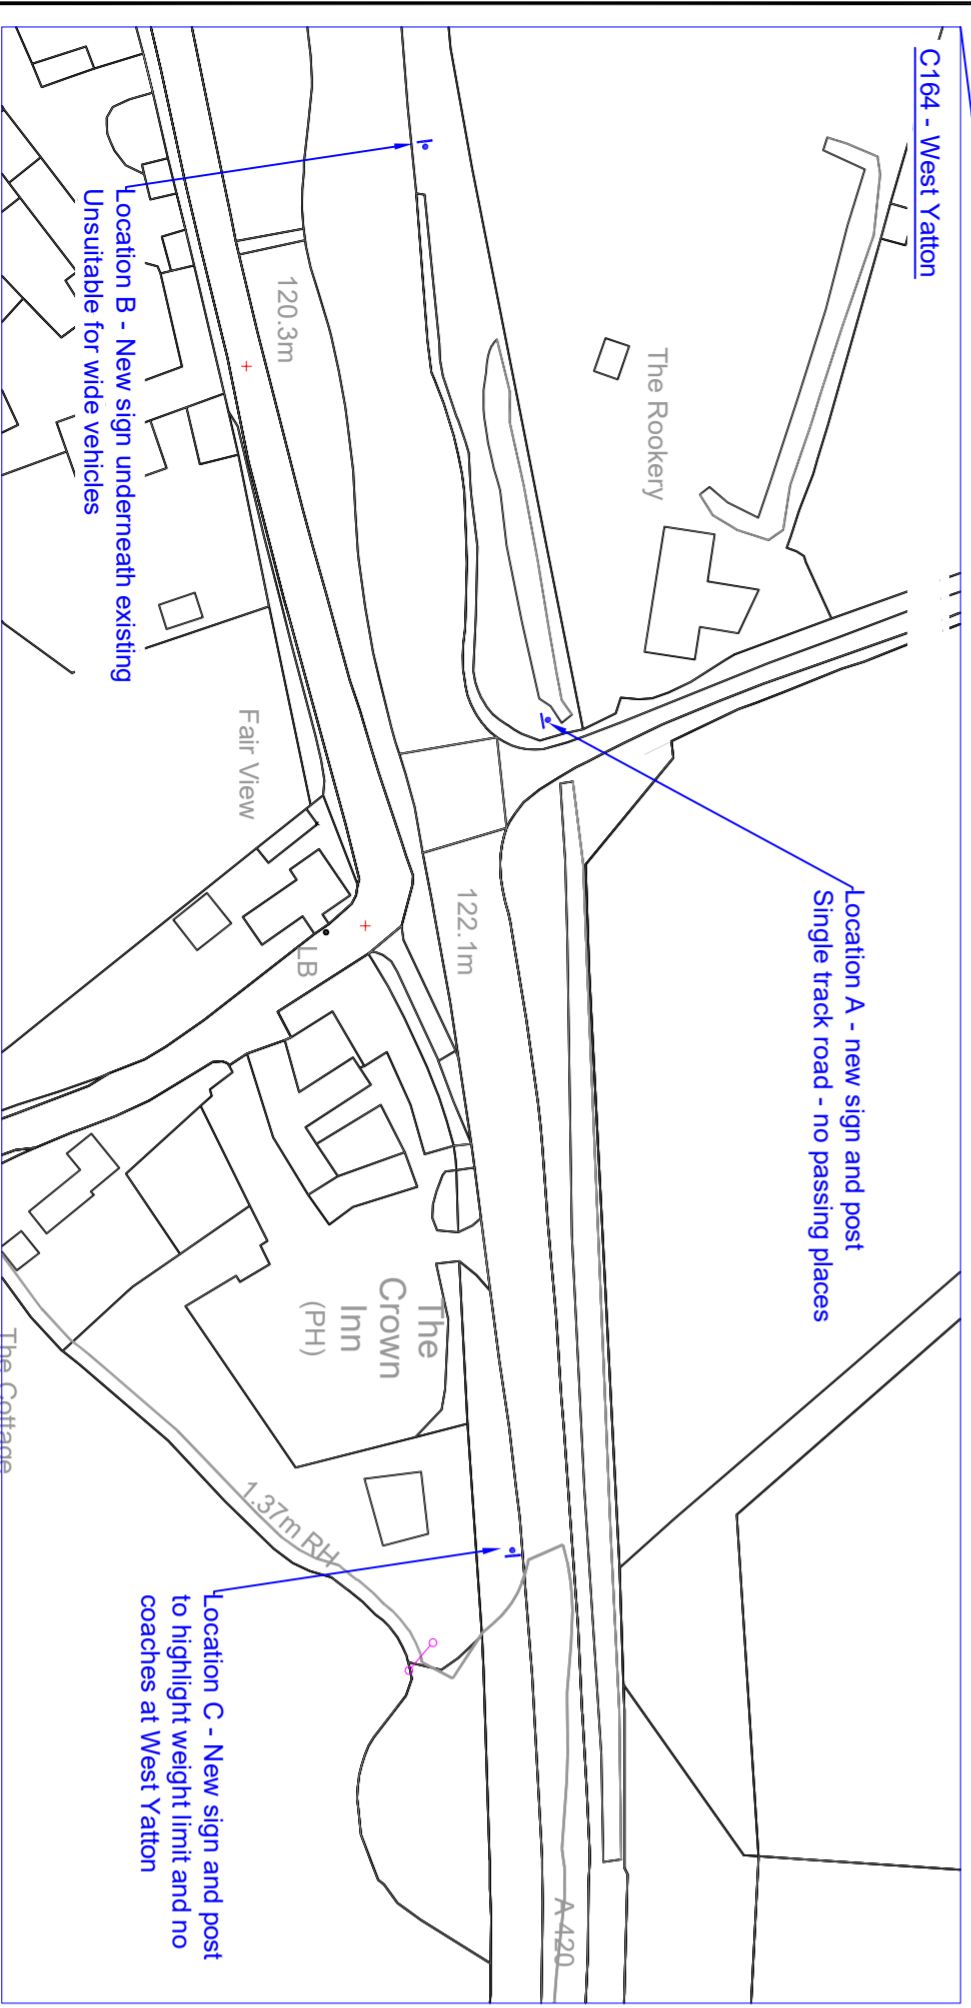 C164 - West Yatton
The Rookery
Location A - new sign and post
Single track road - no passing places
120.3m
122.1m
A 420
Location B - New sign underneath existing
Unsuitable for wide vehicles
Fair View
LB
The
Crown
Inn
(PH)
1.37m RH
Location C - New sign and post
to highlight weight limit and no
coaches at West Yatton
The Cottage